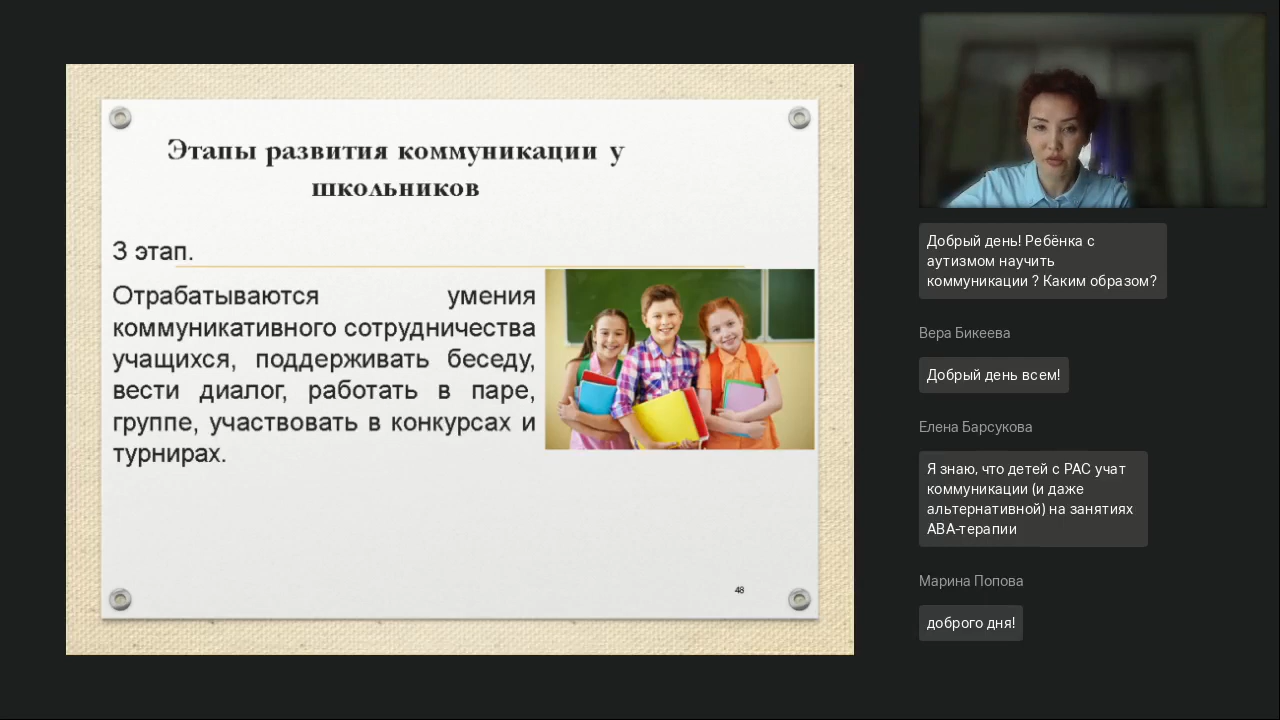 Этапы развития коммуникации у
школьников
3 этап.
Отрабатываются умения
коммуникативного сотрудничества
учащихся, поддерживать беседу,
вести диалог, работать в паре,
группе, участвовать в конкурсах и
турнирах.
48
Добрый день! Ребёнка с
аутизмом научить
коммуникации ? Каким образом?
Вера Бикеева
Добрый день всем!
Елена Барсукова
Я знаю, что детей с РАС учат
коммуникации (и даже
альтернативной) на занятиях
АВА-терапии
Марина Попова
доброго дня!